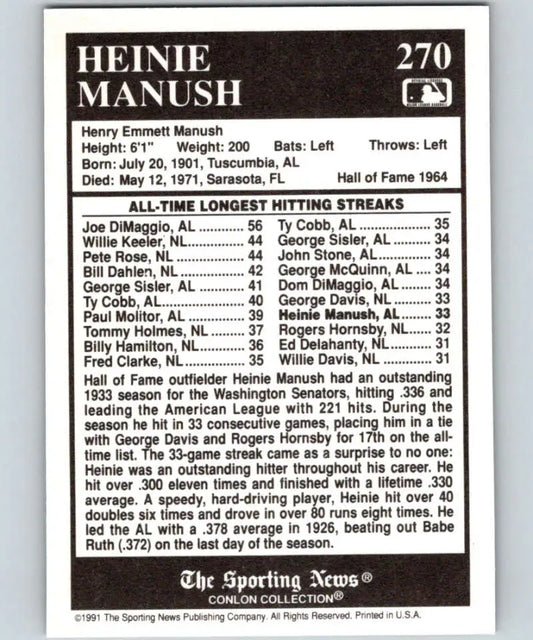 HEINIE
MANUSH
270
Henry Emmett Manush
Height: 6'1" Weight: 200 Bats: Left Throws: Left
Born: July 20, 1901, Tuscumbia, AL
Died: May 12, 1971, Sarasota, FL Hall of Fame 1964
ALL-TIME LONGEST HITTING STREAKS
Joe DiMaggio, AL ............ 56
Willie Keeler, NL .............. 44
Pete Rose, NL ................. 44
Bill Dahlen, NL ................ 42
George Sisler, AL ............ 41
Ty Cobb, AL..................... 40
Paul Molitor, AL ............... 39
Tommy Holmes, NL ......... 37
Billy Hamilton, NL ............ 36
Fred Clarke, NL ............... 35
Ty Cobb, AL .................... 35
George Sisler, AL ........... 34
John Stone, AL ............... 34
George McQuinn, AL .... 34
Dom DiMaggio, AL ........ 34
George Davis, NL .......... 33
Heinie Manush, AL........ 33
Rogers Hornsby, NL...... 32
Ed Delahanty, NL .......... 31
Willie Davis, NL ............. 31
Hall of Fame outfielder Heinie Manush had an outstanding
1933 season for the Washington Senators, hitting .336 and
leading the American League with 221 hits. During the
season he hit in 33 consecutive games, placing him in a tie
with George Davis and Rogers Hornsby for 17th on the all-
time list. The 33-game streak came as a surprise to no one:
Heinie was an outstanding hitter throughout his career. He
hit over .300 eleven times and finished with a lifetime .330
average. A speedy, hard-driving player, Heinie hit over 40
doubles six times and drove in over 80 runs eight times. He
led the AL with a .378 average in 1926, beating out Babe
Ruth (.372) on the last day of the season.
The Sporting News®
CONLON COLLECTION®
©1991 The Sporting News Publishing Company. All Rights Reserved. Printed in U.S.A.